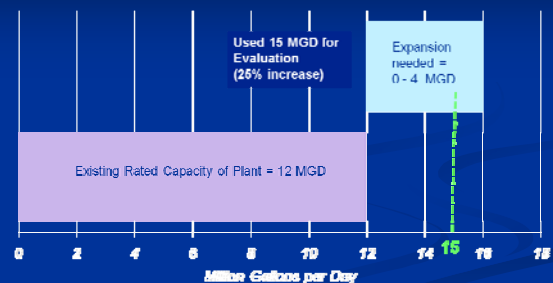 Used 15 MGD for
Evaluation
(25% increase)
Expansion
needed =
0 - 4 MGD
Existing Rated Capacity of Plant = 12 MGD
0 2 4 6 8 10 12 14 15 16 18
Million Gallons per Day